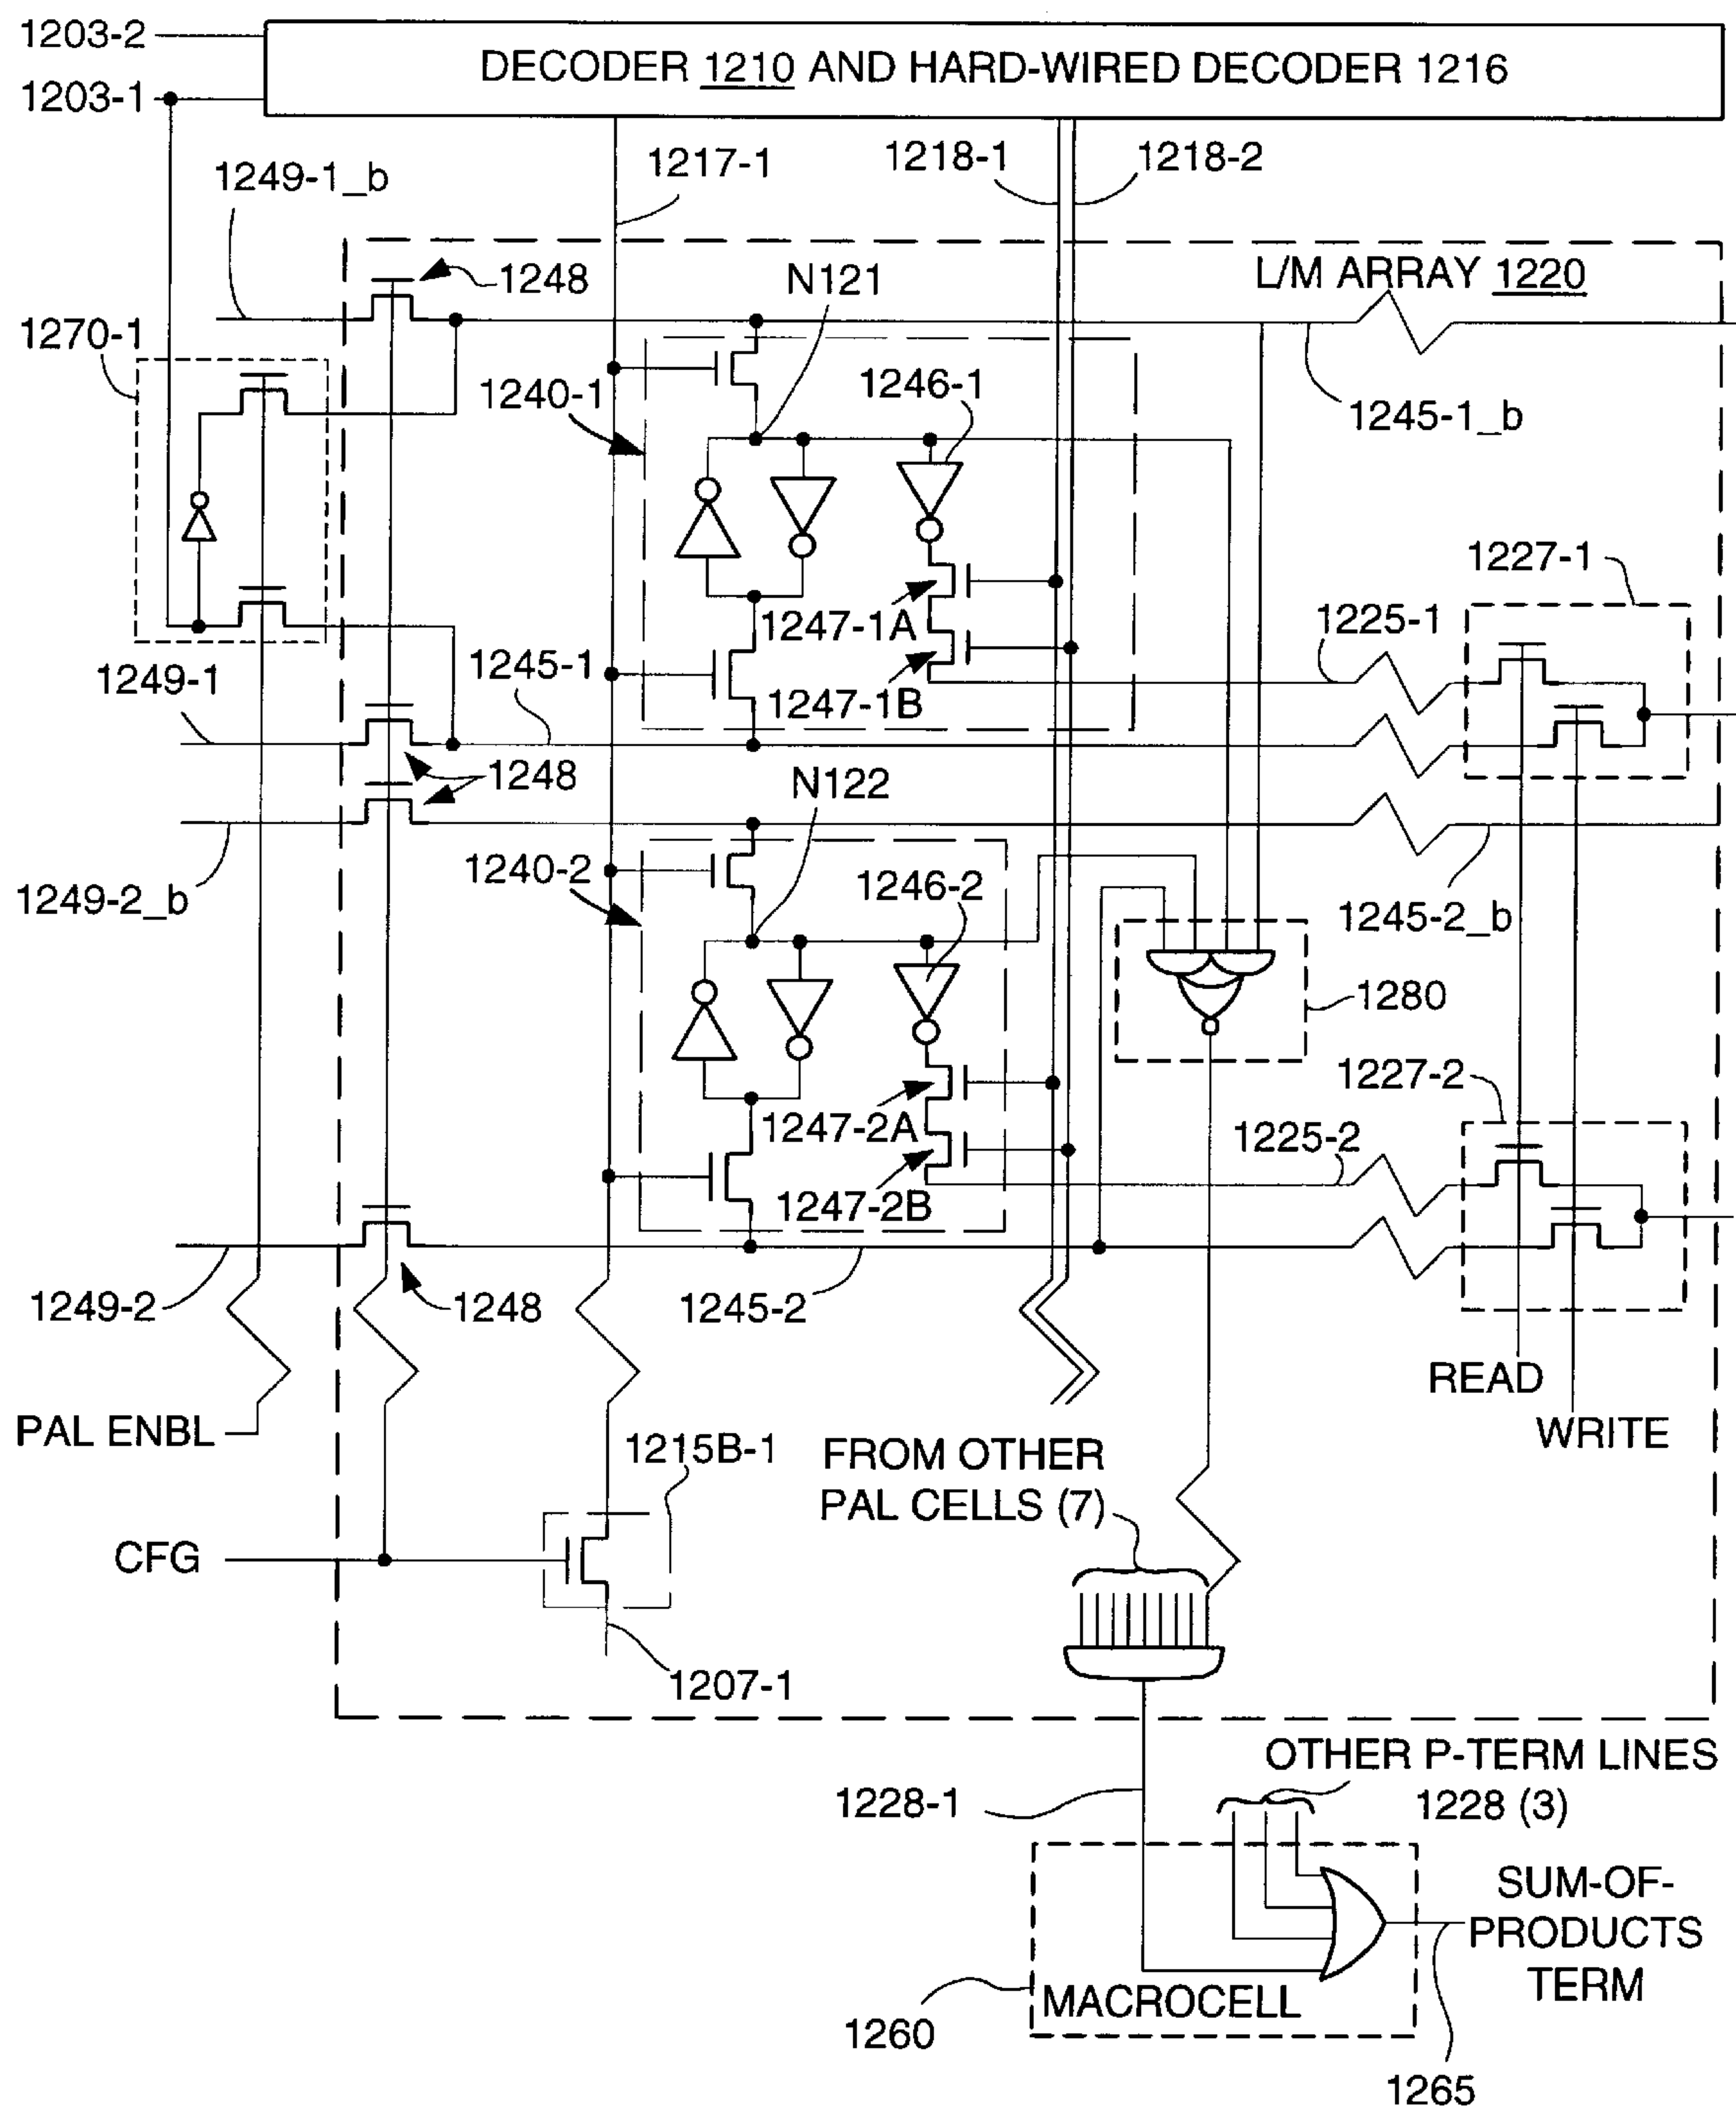 1203-2
DECODER 1210 AND HARD-WIRED DECODER 1216
1203-1
1217-1
1218-1
1218-2
1249-1_b
1248
N121
L/M ARRAY 1220
1270-1
1240-1
1246-1
1245-1_b
1227-1
1247-1A
1225-1
1249-1
1245-1
1247-1B
1248
N122
1240-2
1246-2
1249-2_b
1245-2_b
1280
1227-2
1247-2A
1225-2
1247-2B
1249-2
1248
1245-2
READ
PAL ENBL
WRITE
1215B-1
FROM OTHER
PAL CELLS (7)
CFG
1207-1
OTHER P-TERM LINES
1228 (3)
1228-1
SUM-OF-
PRODUCTS
TERM
MACROCELL
1260
1265